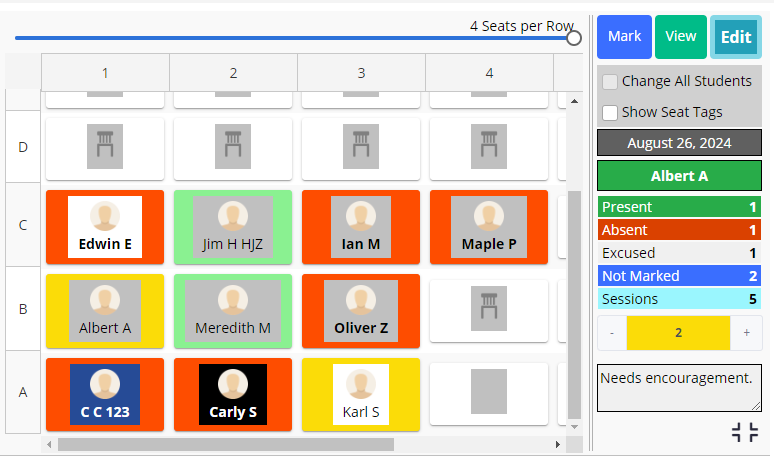 4 Seats per Row
1 2 3 4
D
C
Edwin E Jim H HJZ Ian M Maple P
B
Albert A Meredith M Oliver Z
A
C C 123 Carly S Karl S
Mark View Edit
Change All Students
Show Seat Tags
August 26, 2024
Albert A
Present 1
Absent 1
Excused 1
Not Marked 2
Sessions 5
- 2 +
Needs encouragement.